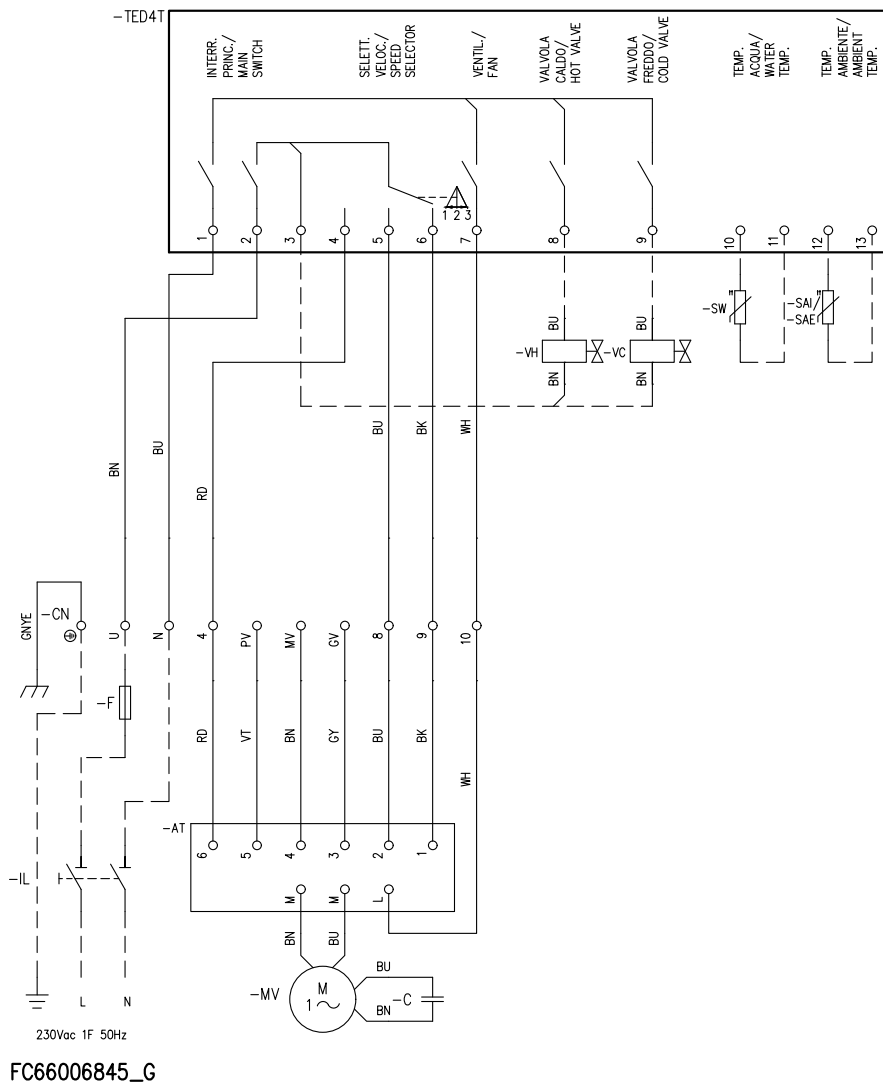 -TED4T
INTERR.
PRINC./
MAIN
SWITCH
SELETT.
VELOC./
SPEED
SELECTOR
VENTIL./
FAN
VALVOLA
CALDO/
HOT VALVE
VALVOLA
FREDDO/
COLD VALVE
TEMP.
ACQUA/
WATER
TEMP.
TEMP.
AMBIENTE/
AMBIENT
TEMP.
1 2 3
1 2 3 4 5 6 7 8 9 10 11 12 13
-SW "
-SAI/ "
-SAE
BU BU
-VH -VC
BN BN
BN BU RD BU BK WH
GNYE
-CN
U N 4 PV MV GV 8 9 10
-F
RD VT BN GY BU BK WH
-AT
6 5 4 3 2 1
-IL
M M L
BN BU
-MV
M
1
BU
-C
BN
L N
230Vac 1F 50Hz
FC66006845_G